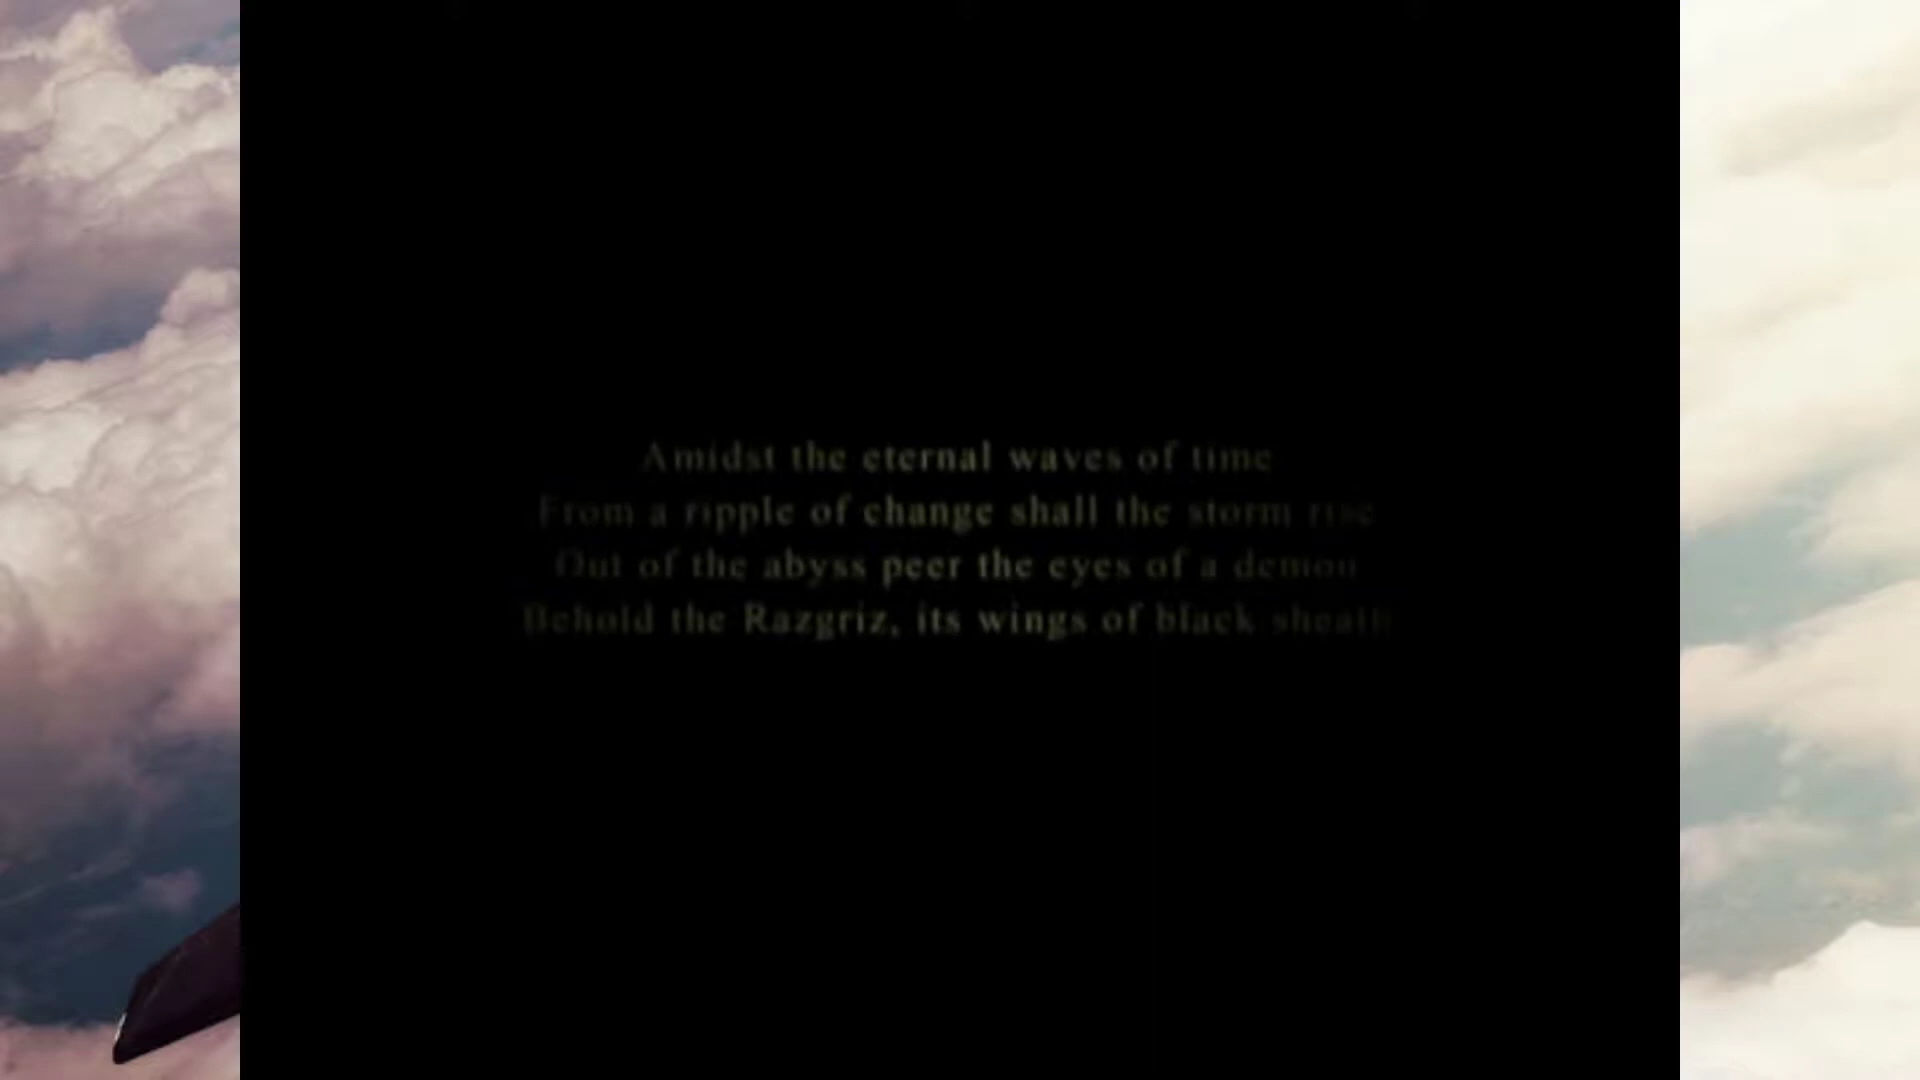 Amidst the eternal waves of time
From a ripple of change shall the storm rise
Out of the abyss peer the eyes of a demon
Behold the Razgriz, its wings of black sheath